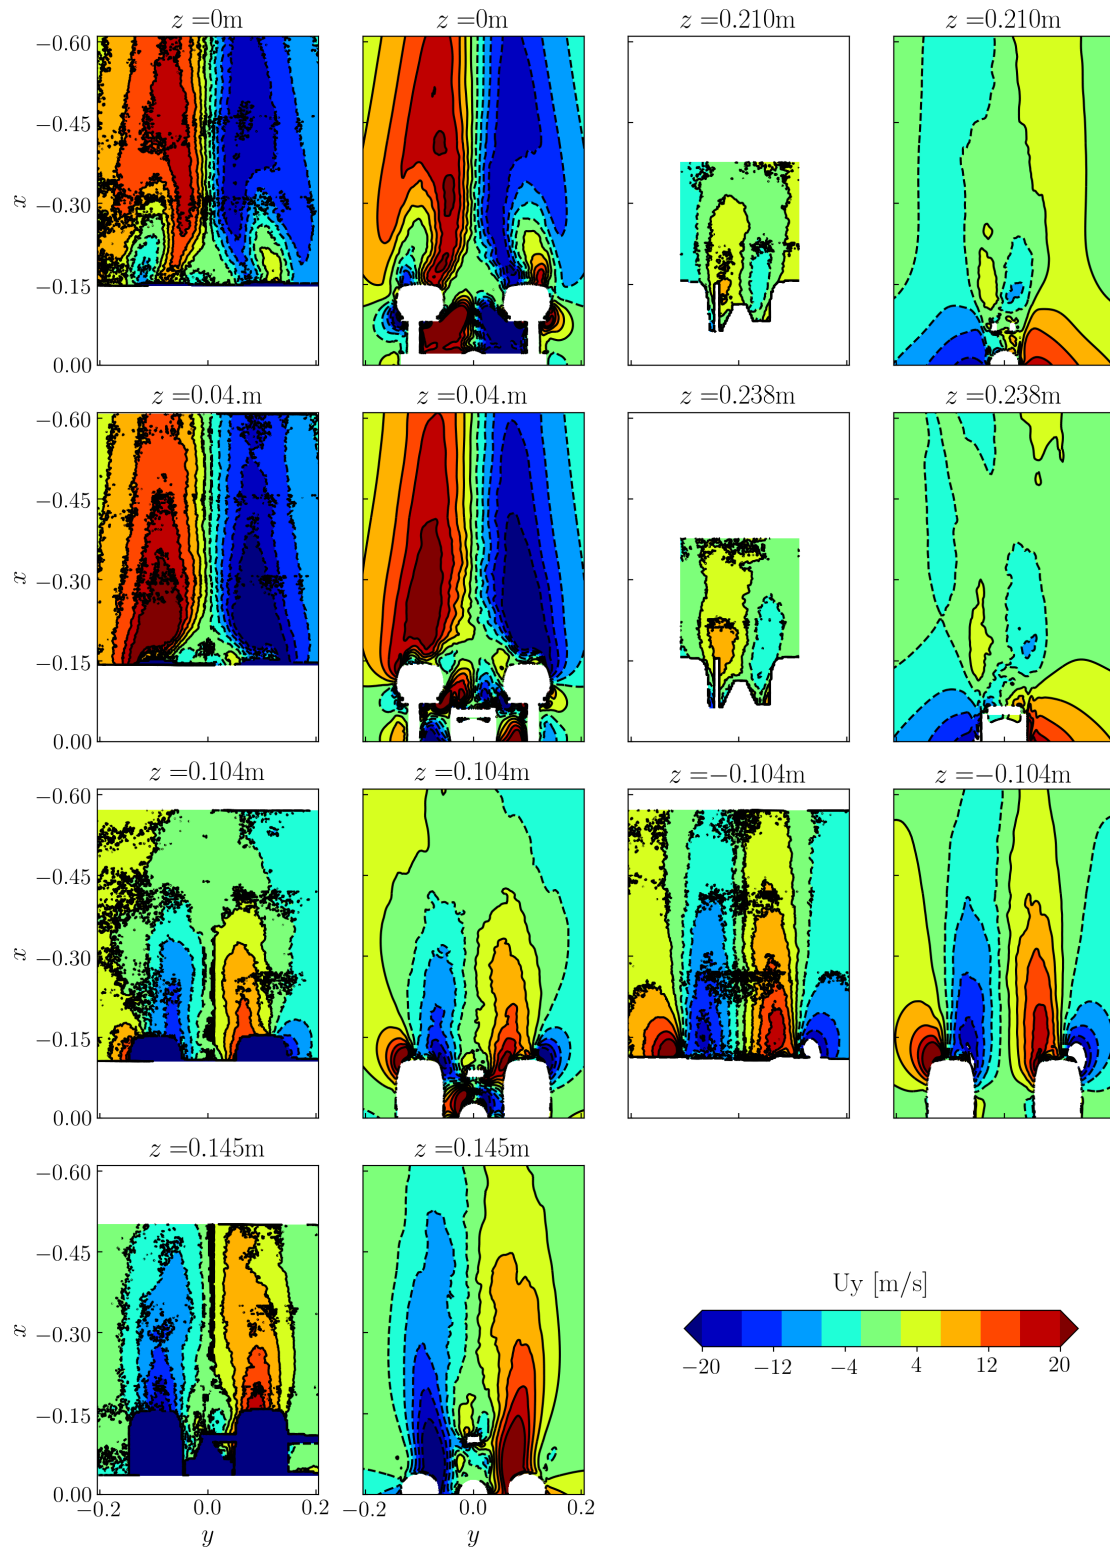 z =0m
z =0m
z =0.210m
z =0.210m
−0.60
−0.45
−0.30
−0.15
0.00
x
z =0.04.m
z =0.04.m
z =0.238m
z =0.238m
−0.60
−0.45
−0.30
−0.15
0.00
x
z =0.104m
z =0.104m
z =−0.104m
z =−0.104m
−0.60
−0.45
−0.30
−0.15
0.00
x
z =0.145m
z =0.145m
−0.60
−0.45
−0.30
−0.15
0.00
x
−0.2 0.0 0.2
y
−0.2 0.0 0.2
y
Uy [m/s]
−20 −12 −4 4 12 20